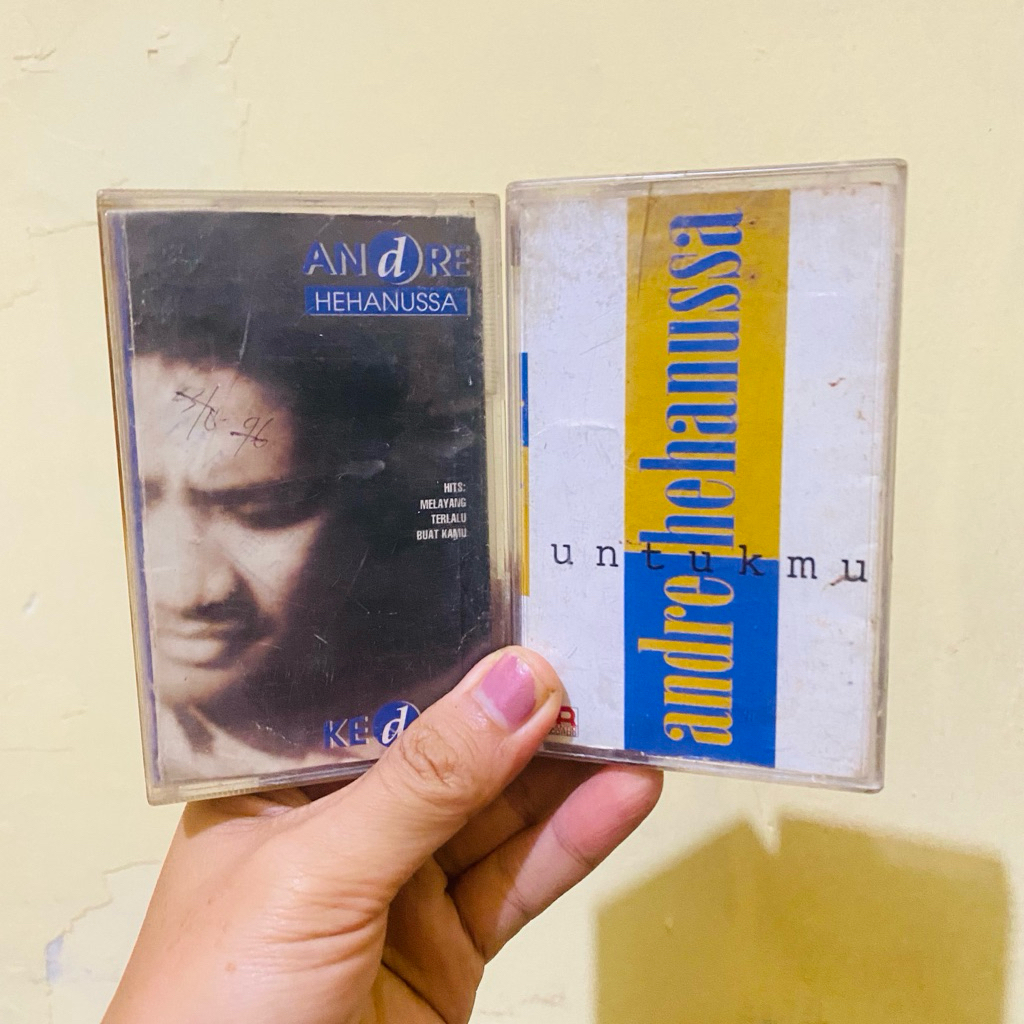 ANdRE
HEHANUSSA
HITS:
MELAYANG
TERLALU
BUAT KAMU
KEd
andre hehanussa
untukmu